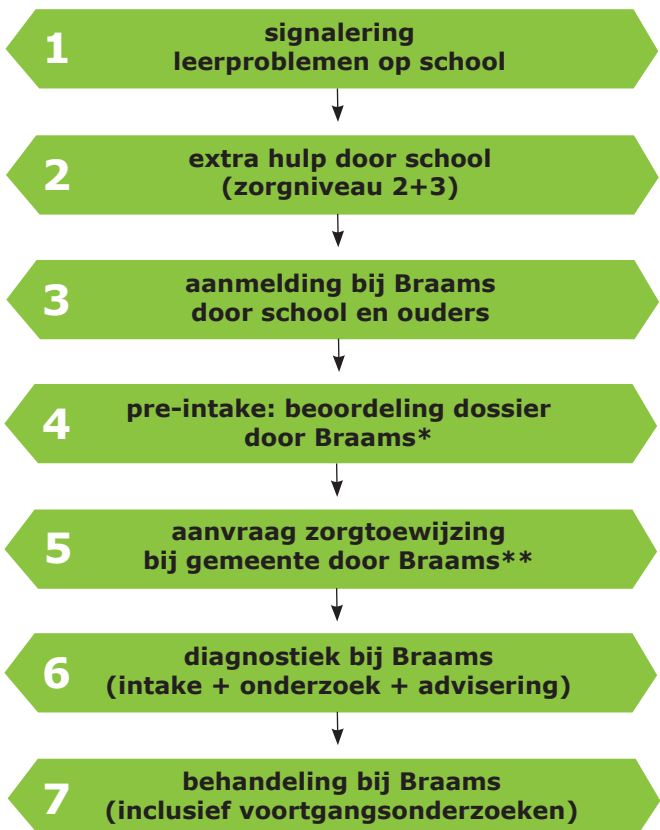 1
signalering
leerproblemen op school
2
extra hulp door school
(zorgniveau 2+3)
3
aanmelding bij Braams
door school en ouders
4
pre-intake: beoordeling dossier
door Braams*
5
aanvraag zorgtoewijzing
bij gemeente door Braams**
6
diagnostiek bij Braams
(intake + onderzoek + advisering)
7
behandeling bij Braams
(inclusief voortgangsonderzoeken)